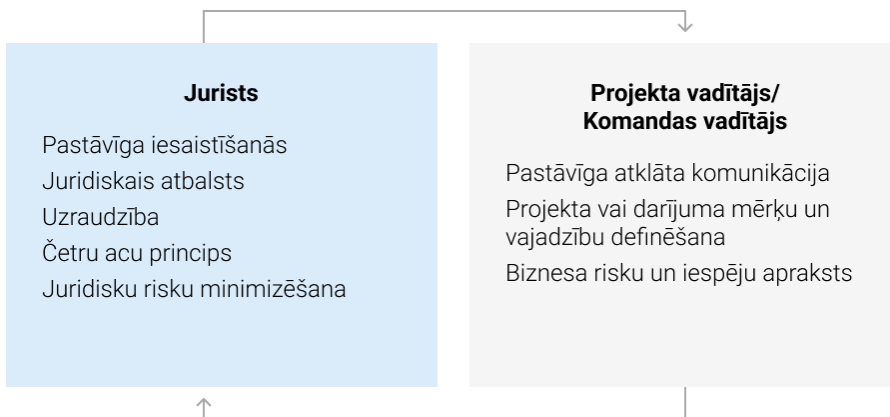 Jurists
Pastāvīga iesaistīšanās
Juridiskais atbalsts
Uzraudzība
Četru acu princips
Juridisku risku minimizēšana
Projekta vadītājs/
Komandas vadītājs
Pastāvīga atklāta komunikācija
Projekta vai darījuma mērķu un
vajadzību definēšana
Biznesa risku un iespēju apraksts